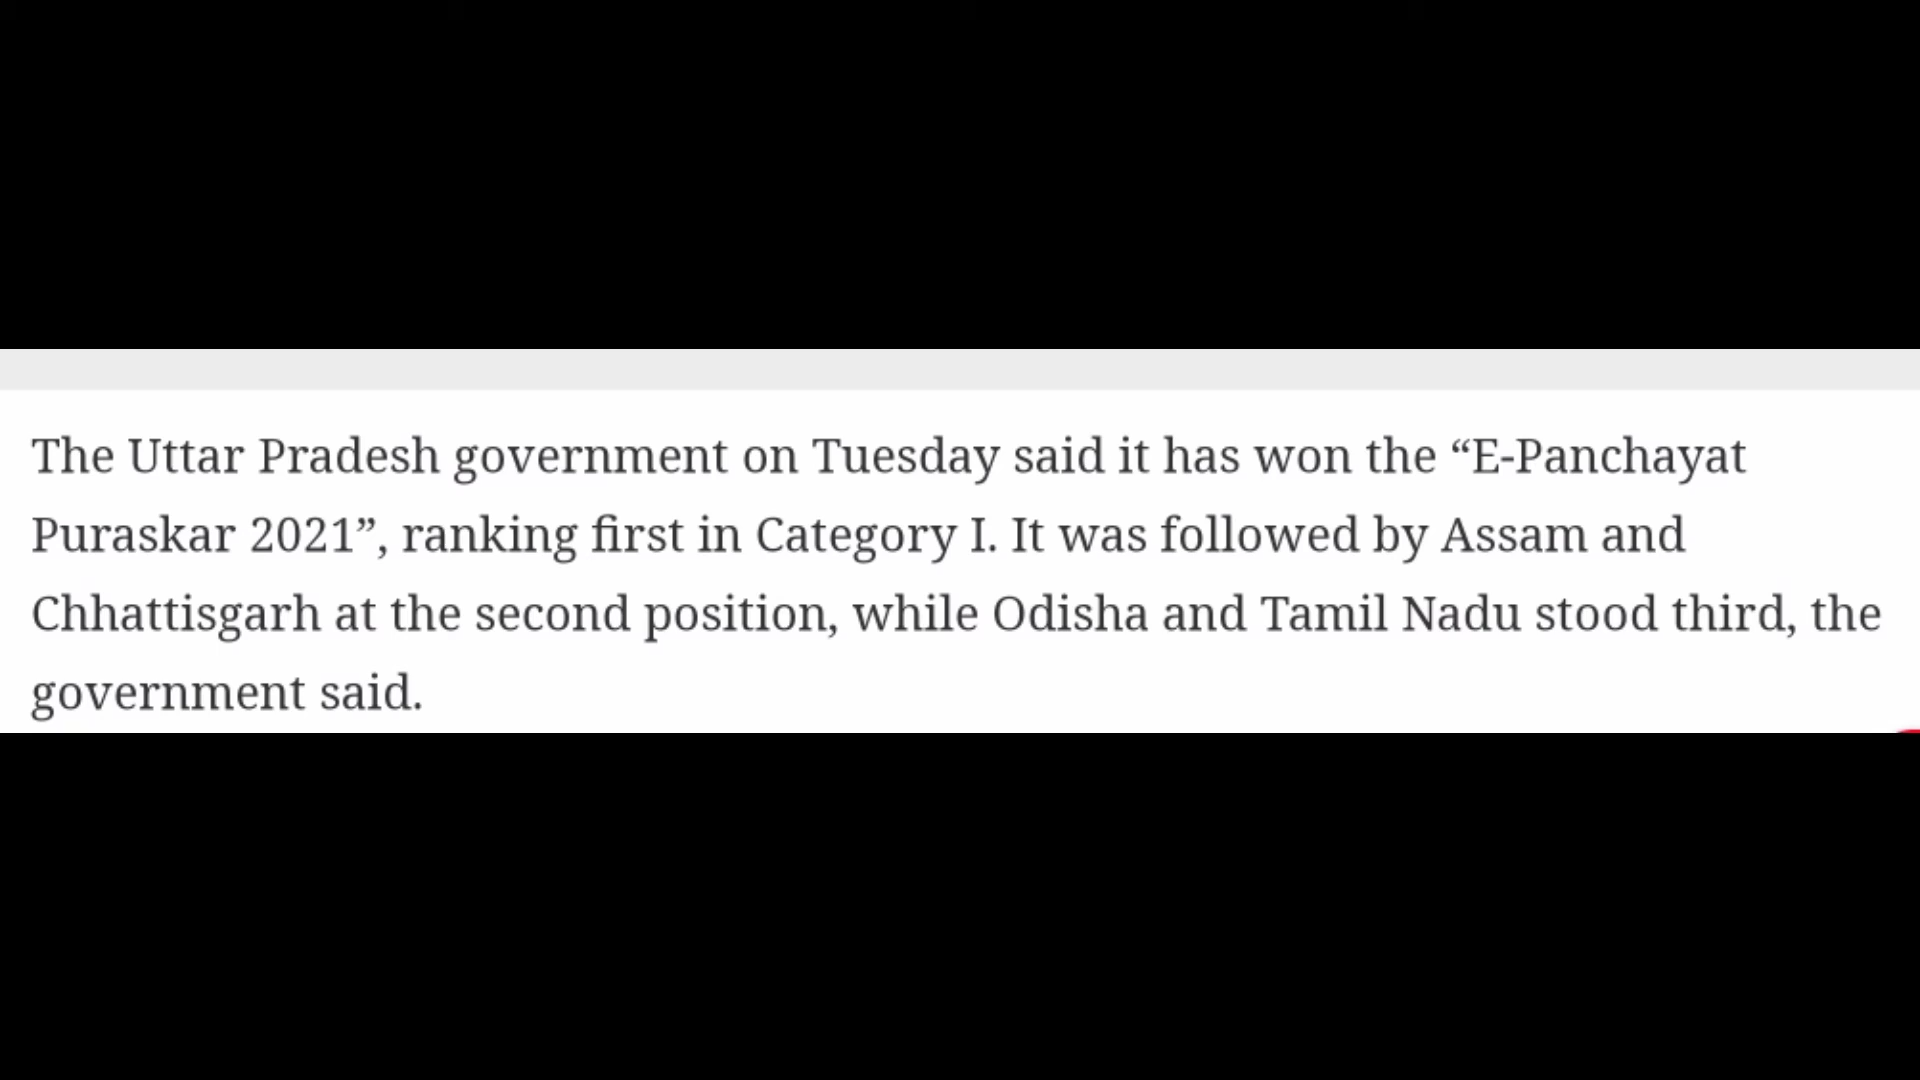 The Uttar Pradesh government on Tuesday said it has won the “E-Panchayat
Puraskar 2021”, ranking first in Category I. It was followed by Assam and
Chhattisgarh at the second position, while Odisha and Tamil Nadu stood third, the
government said.